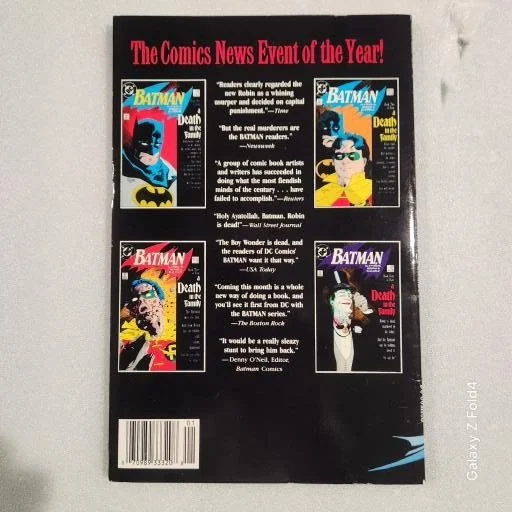 The Comics News Event of the Year!
DC
BATMAN
A
Death
in the
Family
DC
BATMAN
A
Death
in the
Family
"Readers clearly regarded the
new Robin as a whining
usurper and decided on capital
punishment."—Time
"But the real murderers are
the BATMAN readers."
—Newsweek
"A group of comic book artists
and writers has succeeded in
doing what the most fiendish
minds of the century . . . have
failed to accomplish."—Reuters
"Holy Ayatollah, Batman, Robin
is dead!"—Wall Street Journal
"The Boy Wonder is dead, and
the readers of DC Comics'
BATMAN want it that way."
—USA Today
"Coming this month is a whole
new way of doing a book, and
you'll see it first from DC with
the BATMAN series."
—The Boston Rock
"It would be a really sleazy
stunt to bring him back."
—Denny O'Neil, Editor,
Batman Comics
DC
BATMAN
A
Death
in the
Family
DC
BATMAN
A
Death
in the
Family
01
70989 33320
Galaxy Z Fold4